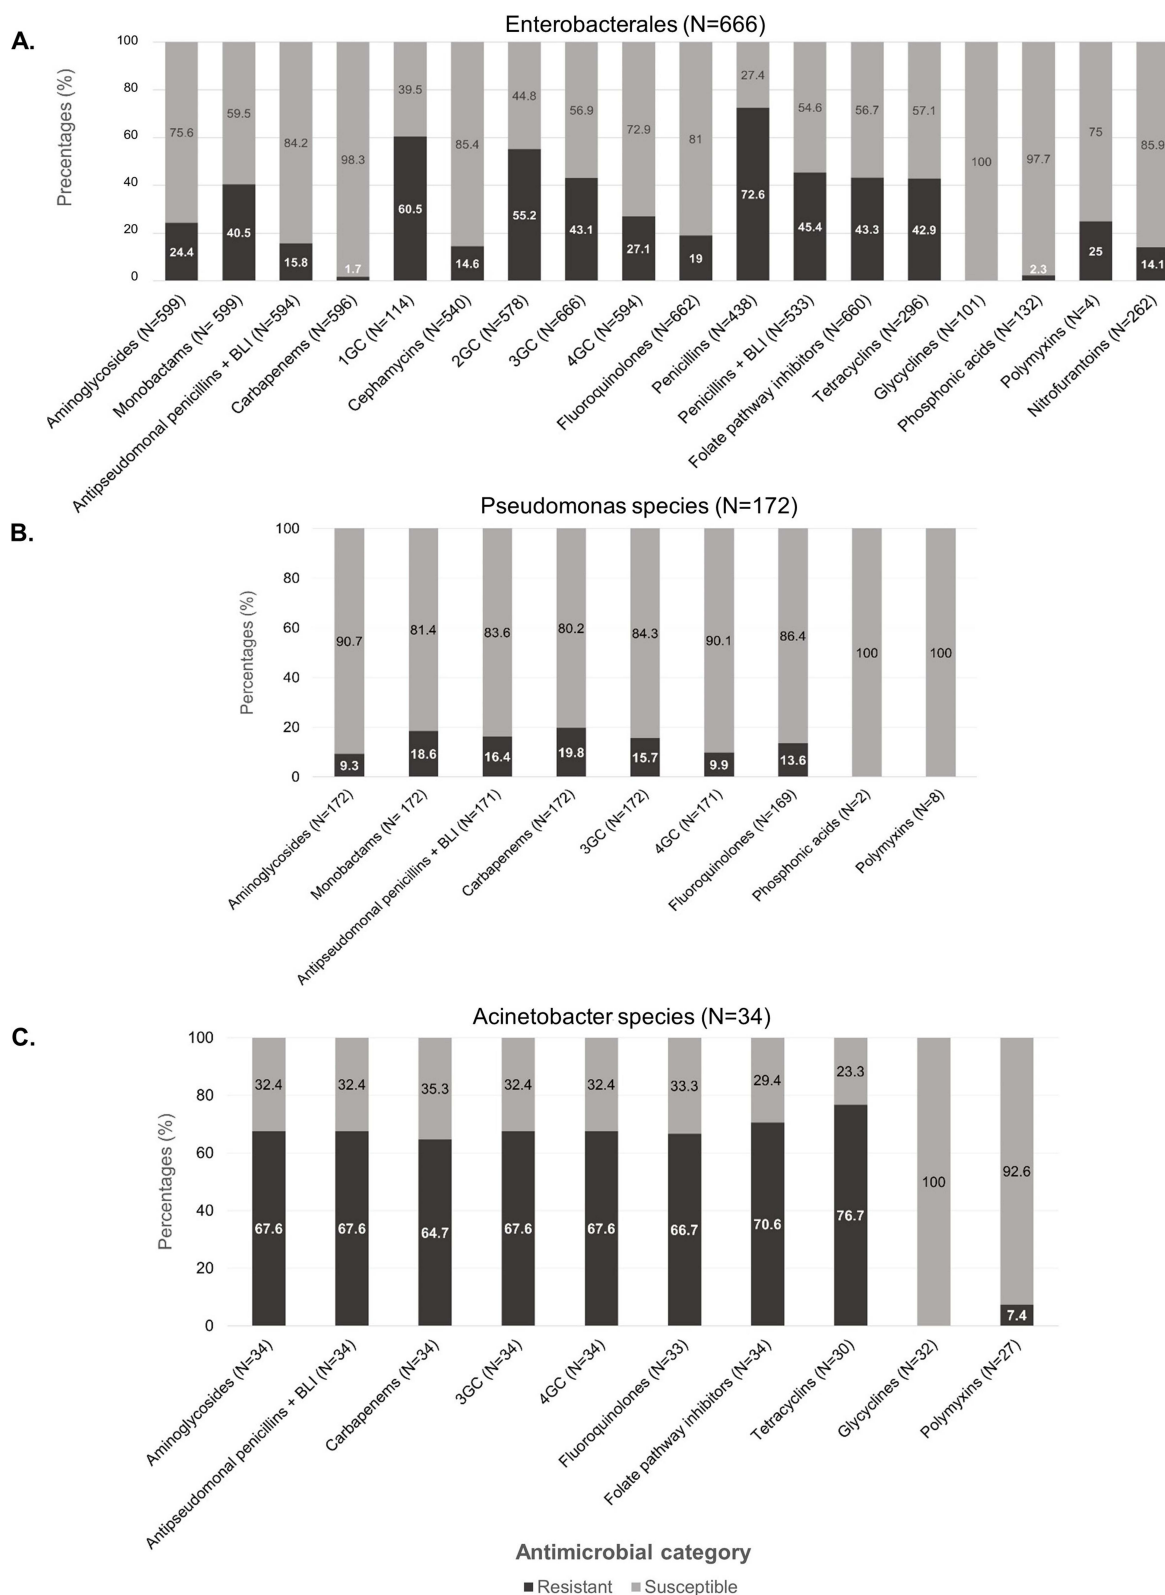 A.
Enterobacterales (N=666)
Precentages (%)
100
80
60
40
20
0
75.6
59.5
84.2
98.3
39.5
85.4
44.8
56.9
72.9
81
27.4
54.6
56.7
57.1
100
97.7
75
85.9
24.4
40.5
15.8
1.7
60.5
14.6
55.2
43.1
27.1
19
72.6
45.4
43.3
42.9
2.3
25
14.1
Aminoglycosides (N=599)
Monobactams (N= 599)
Antipseudomonal penicillins + BLI (N=594)
Carbapenems (N=596)
1GC (N=114)
Cephamycins (N=540)
2GC (N=578)
3GC (N=666)
4GC (N=594)
Fluoroquinolones (N=662)
Penicillins (N=438)
Penicillins + BLI (N=533)
Folate pathway inhibitors (N=660)
Tetracyclins (N=296)
Glycyclines (N=101)
Phosphonic acids (N=132)
Polymyxins (N=4)
Nitrofurantoins (N=262)
B.
Pseudomonas species (N=172)
Percentages (%)
100
80
60
40
20
0
90.7
81.4
83.6
80.2
84.3
90.1
86.4
100
100
9.3
18.6
16.4
19.8
15.7
9.9
13.6
Aminoglycosides (N=172)
Monobactams (N= 172)
Antipseudomonal penicillins + BLI (N=171)
Carbapenems (N=172)
3GC (N=172)
4GC (N=171)
Fluoroquinolones (N=169)
Phosphonic acids (N=2)
Polymyxins (N=8)
C.
Acinetobacter species (N=34)
Percentages (%)
100
80
60
40
20
0
32.4
32.4
35.3
32.4
32.4
33.3
29.4
23.3
100
92.6
67.6
67.6
64.7
67.6
67.6
66.7
70.6
76.7
7.4
Aminoglycosides (N=34)
Antipseudomonal penicillins + BLI (N=34)
Carbapenems (N=34)
3GC (N=34)
4GC (N=34)
Fluoroquinolones (N=33)
Folate pathway inhibitors (N=34)
Tetracyclins (N=30)
Glycyclines (N=32)
Polymyxins (N=27)
Antimicrobial category
Resistant Susceptible